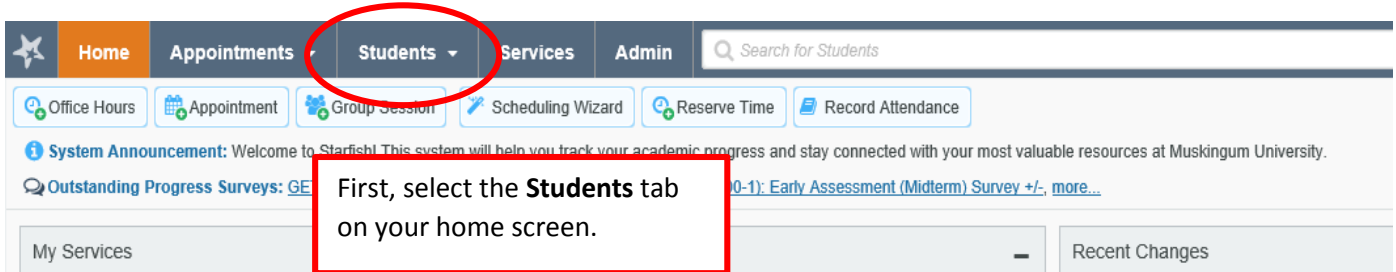 Home Appointments Students Services Admin Search for Students
Office Hours Appointment Group Session Scheduling Wizard Reserve Time Record Attendance
System Announcement: Welcome to Starfish! This system will help you track your academic progress and stay connected with your most valuable resources at Muskingum University.
Outstanding Progress Surveys: 00-1): Early Assessment (Midterm) Survey +/-, more...
First, select the Students tab
on your home screen.
My Services Recent Changes